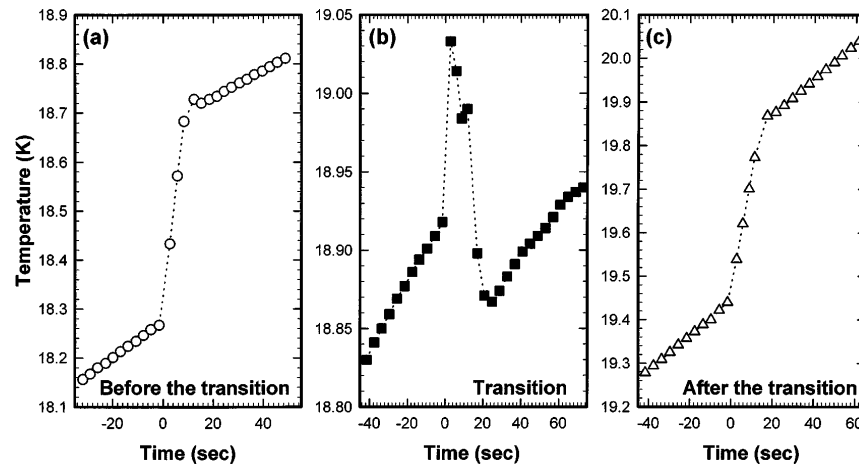 (a)
Temperature (K)
18.9
18.8
18.7
18.6
18.5
18.4
18.3
18.2
18.1
-20 0 20 40
Before the transition
Time (sec)
(b)
19.05
19.00
18.95
18.90
18.85
18.80
-40 -20 0 20 40 60
Transition
Time (sec)
(c)
20.1
20.0
19.9
19.8
19.7
19.6
19.5
19.4
19.3
19.2
-40 -20 0 20 40 60
After the transition
Time (sec)